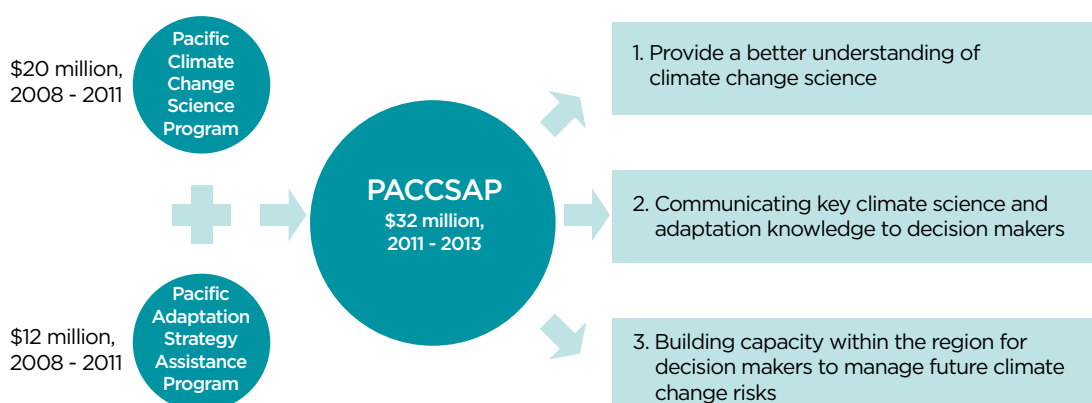 $20 million,
2008 - 2011
Pacific
Climate
Change
Science
Program
$12 million,
2008 - 2011
Pacific
Adaptation
Strategy
Assistance
Program
PACCSAP
$32 million,
2011 - 2013
1. Provide a better understanding of
climate change science
2. Communicating key climate science and
adaptation knowledge to decision makers
3. Building capacity within the region for
decision makers to manage future climate
change risks